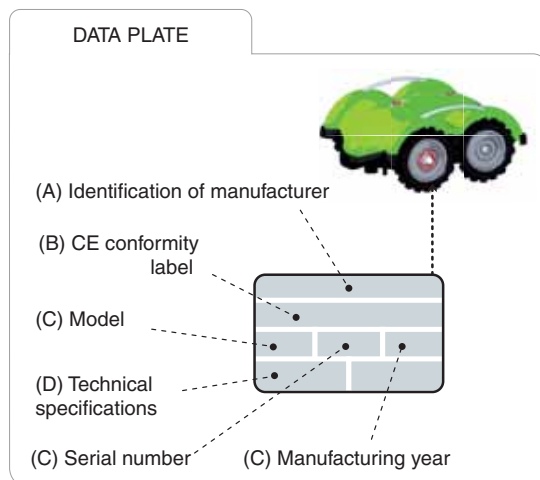 DATA PLATE
(A) Identification of manufacturer
(B) CE conformity
label
(C) Model
(D) Technical
specifications
(C) Serial number
(C) Manufacturing year